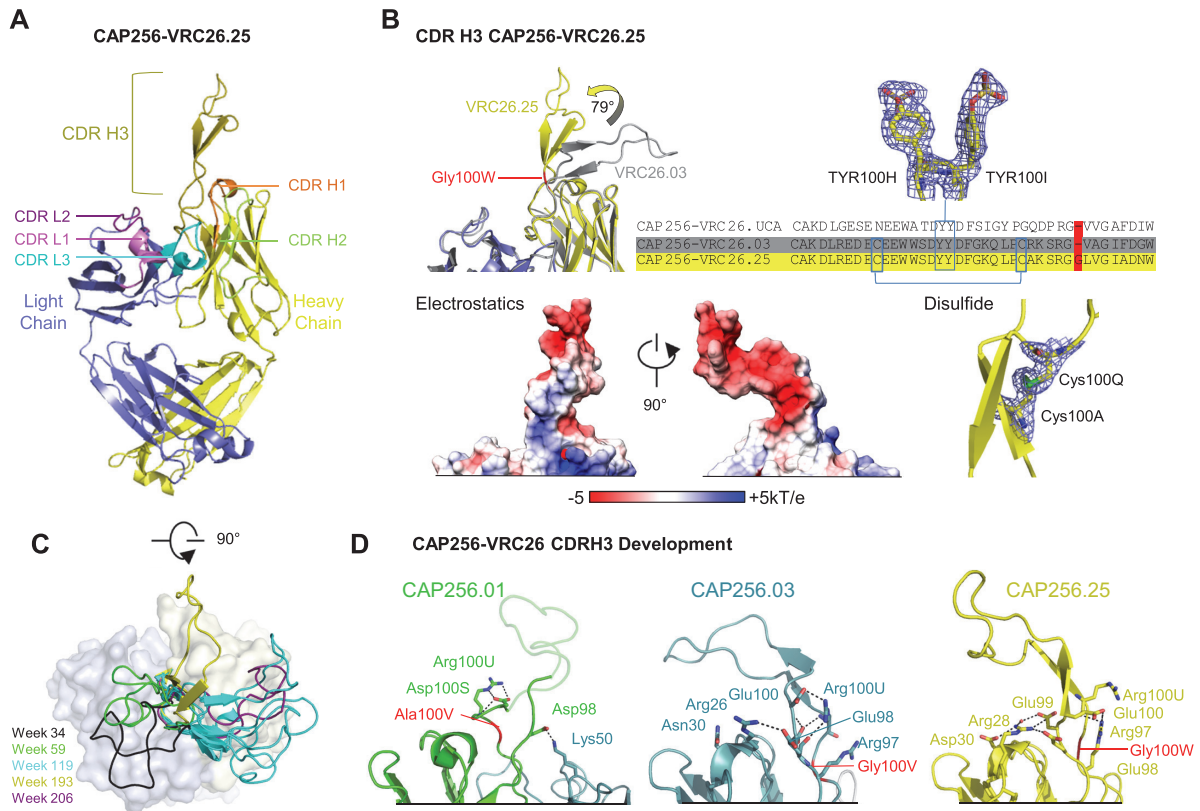 A
CAP256-VRC26.25
CDR H3
CDR H1
CDR L2
CDR L1
CDR L3
CDR H2
Light
Chain
Heavy
Chain
B
CDR H3 CAP256-VRC26.25
VRC26.25
79°
VRC26.03
Gly100W
TYR100H
TYR100I
CAP256-VRC26.UCA CAKDLGESENEEWATDYYDFSIGYPGQDPRG-VVGAFDIW
CAP256-VRC26.03 CAKDLREDECEEWWSDYYDFGKQLPCRKSRG-VAGIFDGW
CAP256-VRC26.25 CAKDLREDECEEWWSDYYDFGKQLPCAKSRGGLVGIADNW
Electrostatics
90°
-5
+5kT/e
Disulfide
Cys100Q
Cys100A
C
90°
Week 34
Week 59
Week 119
Week 193
Week 206
D
CAP256-VRC26 CDRH3 Development
CAP256.01
Arg100U
Asp100S
Ala100V
Asp98
Lys50
CAP256.03
Glu100
Arg100U
Arg26
Asn30
Glu98
Arg97
Gly100V
CAP256.25
Glu99
Arg100U
Glu100
Arg28
Arg97
Asp30
Gly100W
Glu98